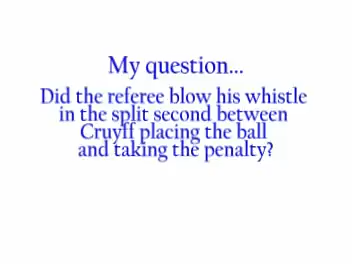 My question...
Did the referee blow his whistle
in the split second between
Cruyff placing the ball
and taking the penalty?